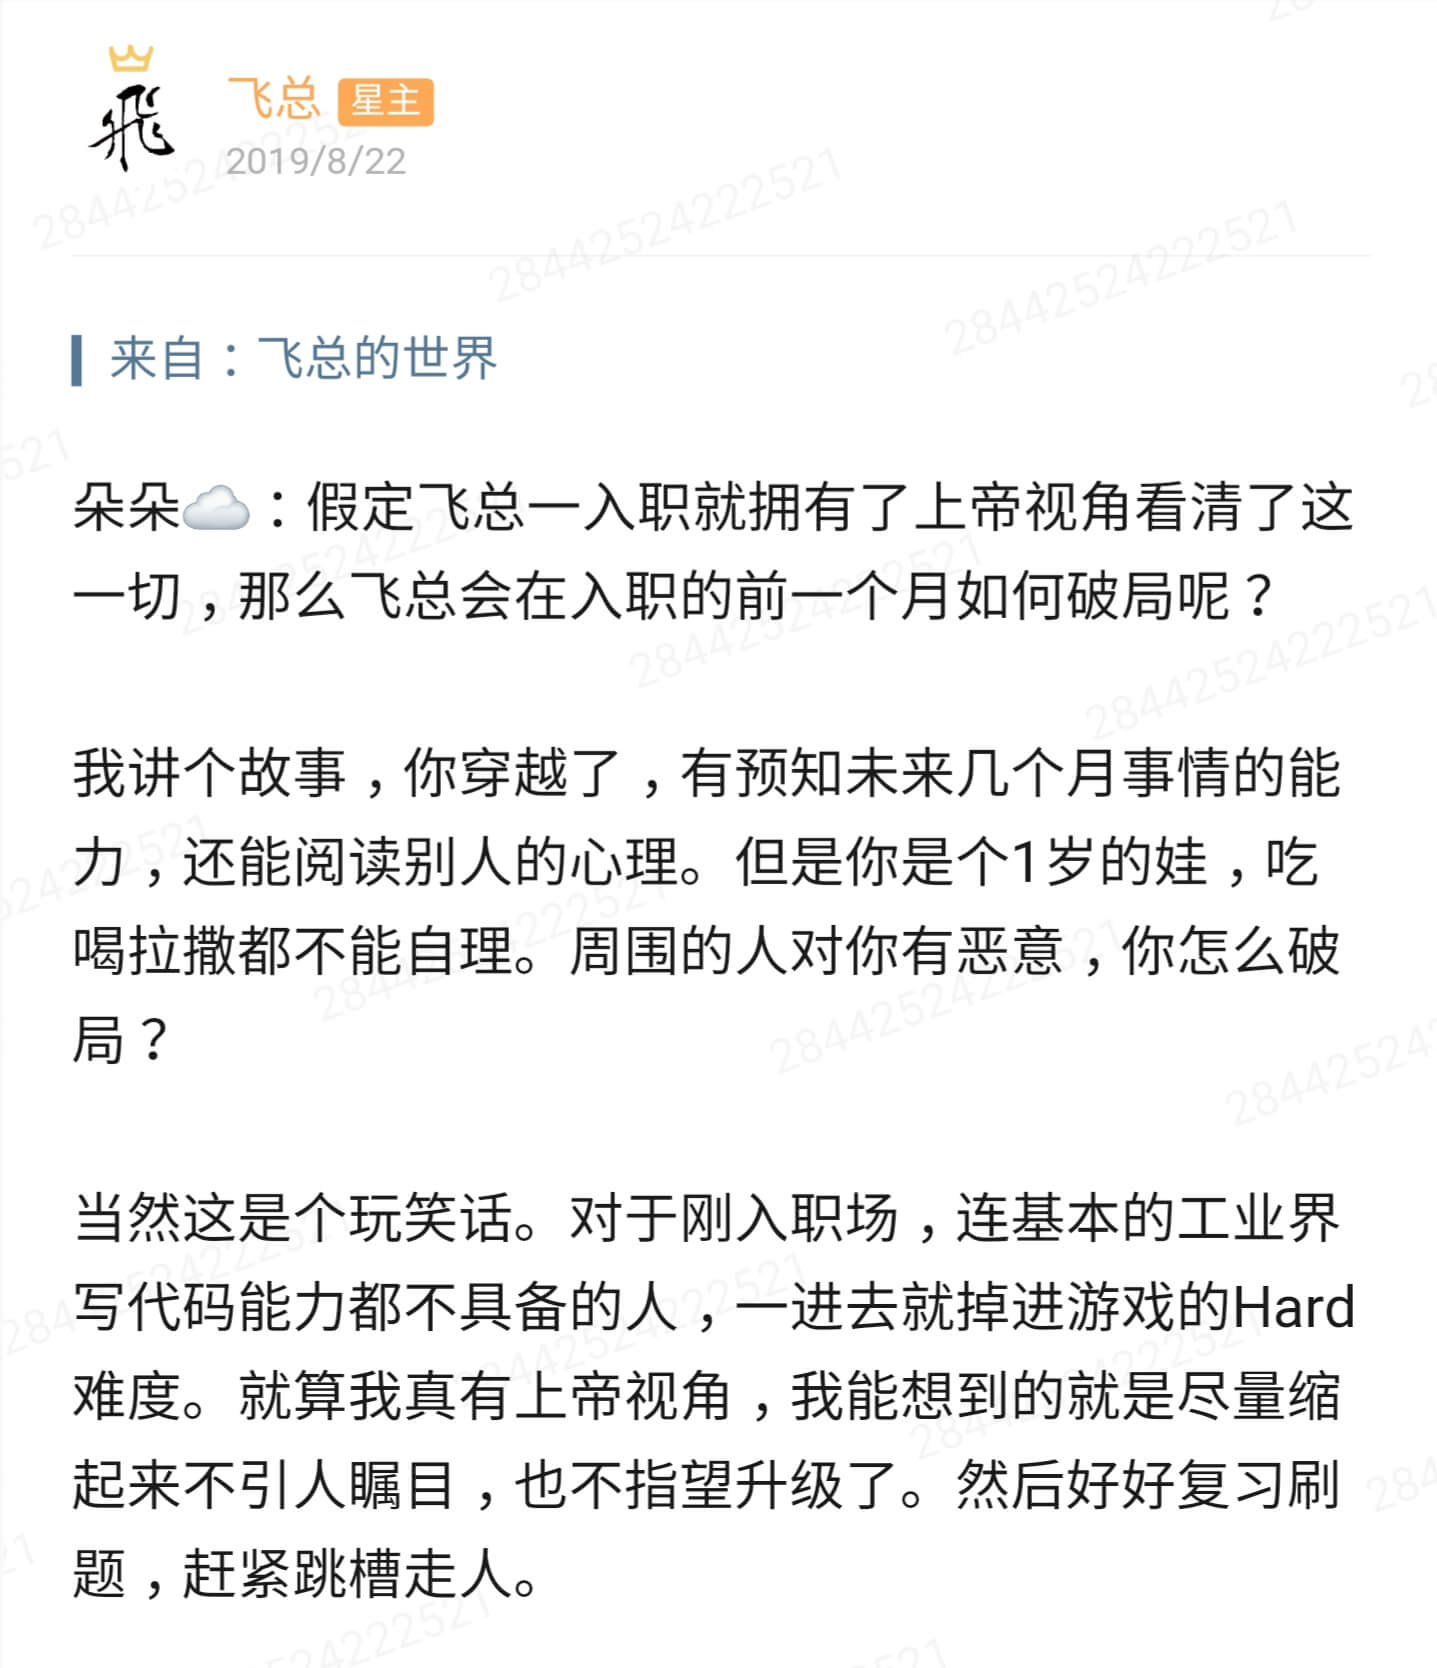 飛
飞总 星主
2019/8/22
来自：飞总的世界
朵朵☁️：假定飞总一入职就拥有了上帝视角看清了这
一切，那么飞总会在入职的前一个月如何破局呢？
我讲个故事，你穿越了，有预知未来几个月事情的能
力，还能阅读别人的心理。但是你是个1岁的娃，吃
喝拉撒都不能自理。周围的人对你有恶意，你怎么破
局？
当然这是个玩笑话。对于刚入职场，连基本的工业界
写代码能力都不具备的人，一进去就掉进游戏的Hard
难度。就算我真有上帝视角，我能想到的就是尽量缩
起来不引人瞩目，也不指望升级了。然后好好复习刷
题，赶紧跳槽走人。
28442524222521